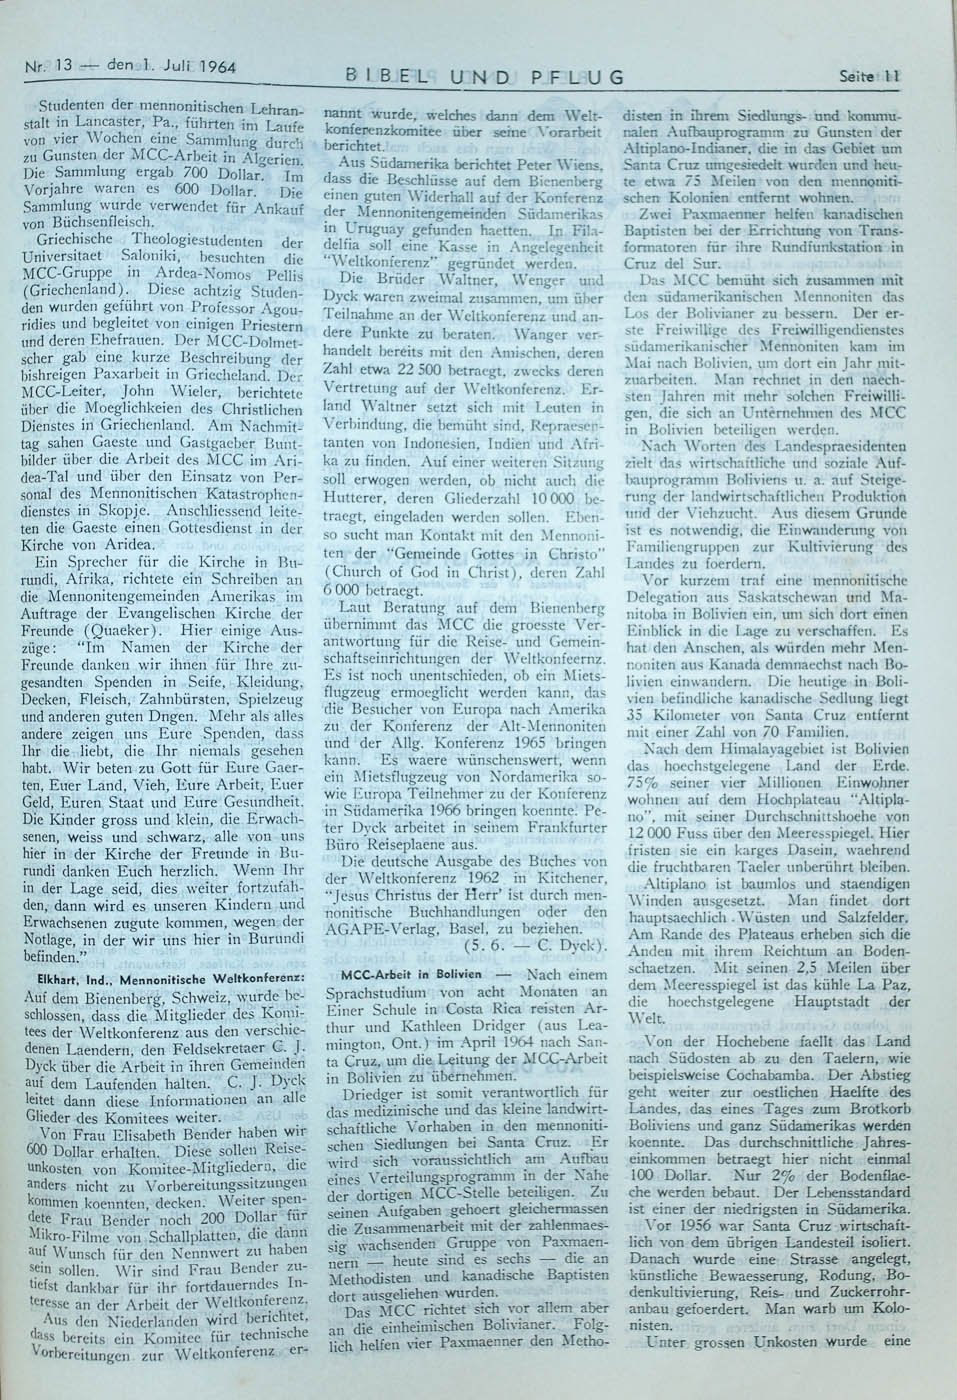 Nr. 13 — den 1. Juli 1964
BIBEL UND PFLUG
Seite 11
Studenten der mennonitischen Lehran-
stalt in Lancaster, Pa., führten im Laufe
von vier Wochen eine Sammlung durch
zu Gunsten der MCC-Arbeit in Algerien.
Die Sammlung ergab 700 Dollar. Im
Vorjahre waren es 600 Dollar. Die
Sammlung wurde verwendet für Ankauf
von Büchsenfleisch.
Griechische Theologiestudenten der
Universitaet Saloniki, besuchten die
MCC-Gruppe in Ardea-Nomos Pellis
(Griechenland). Diese achtzig Studen-
den wurden geführt von Professor Agou-
ridies und begleitet von einigen Priestern
und deren Ehefrauen. Der MCC-Dolmet-
scher gab eine kurze Beschreibung der
bishreigen Paxarbeit in Griecheland. Der
MCC-Leiter, John Wieler, berichtete
über die Moeglichkeien des Christlichen
Dienstes in Griechenland. Am Nachmit-
tag sahen Gaeste und Gastgaeber Bunt-
bilder über die Arbeit des MCC im Ari-
dea-Tal und über den Einsatz von Per-
sonal des Mennonitischen Katastrophen-
dienstes in Skopje. Anschliessend leite-
ten die Gaeste einen Gottesdienst in der
Kirche von Aridea.
Ein Sprecher für die Kirche in Bu-
rundi, Afrika, richtete ein Schreiben an
die Mennonitengemeinden Amerikas im
Auftrage der Evangelischen Kirche der
Freunde (Quaeker). Hier einige Aus-
züge: "Im Namen der Kirche der
Freunde danken wir ihnen für Ihre zu-
gesandten Spenden in Seife, Kleidung,
Decken, Fleisch, Zahnbürsten, Spielzeug
und anderen guten Dngen. Mehr als alles
andere zeigen uns Eure Spenden, dass
Ihr die liebt, die Ihr niemals gesehen
habt. Wir beten zu Gott für Eure Gaer-
ten, Euer Land, Vieh, Eure Arbeit, Euer
Geld, Euren Staat und Eure Gesundheit.
Die Kinder gross und klein, die Erwach-
senen, weiss und schwarz, alle von uns
hier in der Kirche der Freunde in Bu-
rundi danken Euch herzlich. Wenn Ihr
in der Lage seid, dies weiter fortzufah-
den, dann wird es unseren Kindern und
Erwachsenen zugute kommen, wegen der
Notlage, in der wir uns hier in Burundi
befinden."
Elkhart, Ind., Mennonitische Weltkonferenz:
Auf dem Bienenberg, Schweiz, wurde be-
schlossen, dass die Mitglieder des Komi-
tees der Weltkonferenz aus den verschie-
denen Laendern, den Feldsekretaer C. J.
Dyck über die Arbeit in ihren Gemeinden
auf dem Laufenden halten. C. J. Dyck
leitet dann diese Informationen an alle
Glieder des Komitees weiter.
Von Frau Elisabeth Bender haben wir
600 Dollar erhalten. Diese sollen Reise-
unkosten von Komitee-Mitgliedern, die
anders nicht zu Vorbereitungssitzungen
kommen koennten, decken. Weiter spen-
dete Frau Bender noch 200 Dollar für
Mikro-Filme von Schallplatten, die dann
auf Wunsch für den Nennwert zu haben
sein sollen. Wir sind Frau Bender zu-
tiefst dankbar für ihr fortdauerndes In-
teresse an der Arbeit der Weltkonferenz.
Aus den Niederlanden wird berichtet,
dass bereits ein Komitee für technische
Vorbereitungen zur Weltkonferenz er-
nannt wurde, welches dann dem Welt-
konferenzkomitee über seine Vorarbeit
berichtet.
Aus Südamerika berichtet Peter Wiens,
dass die Beschlüsse auf dem Bienenberg
einen guten Widerhall auf der Konferenz
der Mennonitengemeinden Südamerikas
in Uruguay gefunden haetten. In Fila-
delfia soll eine Kasse in Angelegenheit
"Weltkonferenz" gegründet werden.
Die Brüder Waltner, Wenger und
Dyck waren zweimal zusammen, um über
Teilnahme an der Weltkonferenz und an-
dere Punkte zu beraten. Wanger ver-
handelt bereits mit den Amischen, deren
Zahl etwa 22 500 betraegt, zwecks deren
Vertretung auf der Weltkonferenz. Er-
land Waltner setzt sich mit Leuten in
Verbindung, die bemüht sind, Repraesen-
tanten von Indonesien, Indien und Afri-
ka zu finden. Auf einer weiteren Sitzung
soll erwogen werden, ob nicht auch die
Hutterer, deren Gliederzahl 10 000 be-
traegt, eingeladen werden sollen. Eben-
so sucht man Kontakt mit den Mennoni-
ten der "Gemeinde Gottes in Christo"
(Church of God in Christ), deren Zahl
6 000 betraegt.
Laut Beratung auf dem Bienenberg
übernimmt das MCC die groesste Ver-
antwortung für die Reise- und Gemein-
schaftseinrichtungen der Weltkonfeernz.
Es ist noch unentschieden, ob ein Miets-
flugzeug ermoeglicht werden kann, das
die Besucher von Europa nach Amerika
zu der Konferenz der Alt-Mennoniten
und der Allg. Konferenz 1965 bringen
kann. Es waere wünschenswert, wenn
ein Mietsflugzeug von Nordamerika so-
wie Europa Teilnehmer zu der Konferenz
in Südamerika 1966 bringen koennte. Pe-
ter Dyck arbeitet in seinem Frankfurter
Büro Reiseplaene aus.
Die deutsche Ausgabe des Buches von
der Weltkonferenz 1962 in Kitchener,
"Jesus Christus der Herr' ist durch men-
nonitische Buchhandlungen oder den
AGAPE-Verlag, Basel, zu beziehen.
(5. 6. — C. Dyck).
MCC-Arbeit in Bolivien — Nach einem
Sprachstudium von acht Monaten an
Einer Schule in Costa Rica reisten Ar-
thur und Kathleen Dridger (aus Lea-
mington, Ont.) im April 1964 nach San-
ta Cruz, um die Leitung der MCC-Arbeit
in Bolivien zu übernehmen.
Driedger ist somit verantwortlich für
das medizinische und das kleine landwirt-
schaftliche Vorhaben in den mennoniti-
schen Siedlungen bei Santa Cruz. Er
wird sich voraussichtlich am Aufbau
eines Verteilungsprogramm in der Nahe
der dortigen MCC-Stelle beteiligen. Zu
seinen Aufgaben gehoert gleichermassen
die Zusammenarbeit mit der zahlenmaes-
sig wachsenden Gruppe von Paxmaen-
nern — heute sind es sechs — die an
Methodisten und kanadische Baptisten
dort ausgeliehen wurden.
Das MCC richtet sich vor allem aber
an die einheimischen Bolivianer. Folg-
lich helfen vier Paxmaenner den Metho-
disten in ihrem Siedlungs- und kommu-
nalen Aufbauprogramm zu Gunsten der
Altiplano-Indianer, die in das Gebiet um
Santa Cruz umgesiedelt wurden und heu-
te etwa 75 Meilen von den mennoniti-
schen Kolonien entfernt wohnen.
Zwei Paxmaenner helfen kanadischen
Baptisten bei der Errichtung von Trans-
formatoren für ihre Rundfunkstation in
Cruz del Sur.
Das MCC bemüht sich zusammen mit
den südamerikanischen Mennoniten das
Los der Bolivianer zu bessern. Der er-
ste Freiwillige des Freiwilligendienstes
südamerikanischer Mennoniten kam im
Mai nach Bolivien, um dort ein Jahr mit-
zuarbeiten. Man rechnet in den naech-
sten Jahren mit mehr solchen Freiwilli-
gen, die sich an Unternehmen des MCC
in Bolivien beteiligen werden.
Nach Worten des Landespraesidenten
zielt das wirtschaftliche und soziale Auf-
bauprogramm Boliviens u. a. auf Steige-
rung der landwirtschaftlichen Produktion
und der Viehzucht. Aus diesem Grunde
ist es notwendig, die Einwanderung von
Familiengruppen zur Kultivierung des
Landes zu foerdern.
Vor kurzem traf eine mennonitische
Delegation aus Saskatschewan und Ma-
nitoba in Bolivien ein, um sich dort einen
Einblick in die Lage zu verschaffen. Es
hat den Anschen, als würden mehr Men-
noniten aus Kanada demnaechst nach Bo-
livien einwandern. Die heutige in Boli-
vien befindliche kanadische Sedlung liegt
35 Kilometer von Santa Cruz entfernt
mit einer Zahl von 70 Familien.
Nach dem Himalayagebiet ist Bolivien
das hoechstgelegene Land der Erde.
75% seiner vier Millionen Einwohner
wohnen auf dem Hochplateau "Altipla-
no", mit seiner Durchschnittshoehe von
12 000 Fuss über den Meeresspiegel. Hier
fristen sie ein karges Dasein, waehrend
die fruchtbaren Taeler unberührt bleiben.
Altiplano ist baumlos und staendigen
Winden ausgesetzt. Man findet dort
hauptsaechlich Wüsten und Salzfelder.
Am Rande des Plateaus erheben sich die
Anden mit ihrem Reichtum an Boden-
schaetzen. Mit seinen 2,5 Meilen über
dem Meeresspiegel ist das kühle La Paz,
die hoechstgelegene Hauptstadt der
Welt.
Von der Hochebene faellt das Land
nach Südosten ab zu den Taelern, wie
beispielsweise Cochabamba. Der Abstieg
geht weiter zur oestlichen Haelfte des
Landes, das eines Tages zum Brotkorb
Boliviens und ganz Südamerikas werden
koennte. Das durchschnittliche Jahres-
einkommen betraegt hier nicht einmal
100 Dollar. Nur 2% der Bodenflae-
che werden bebaut. Der Lebensstandard
ist einer der niedrigsten in Südamerika.
Vor 1956 war Santa Cruz wirtschaft-
lich von dem übrigen Landesteil isoliert.
Danach wurde eine Strasse angelegt,
künstliche Bewaesserung, Rodung, Bo-
denkultivierung, Reis- und Zuckerrohr-
anbau gefoerdert. Man warb um Kolo-
nisten.
Unter grossen Unkosten wurde eine